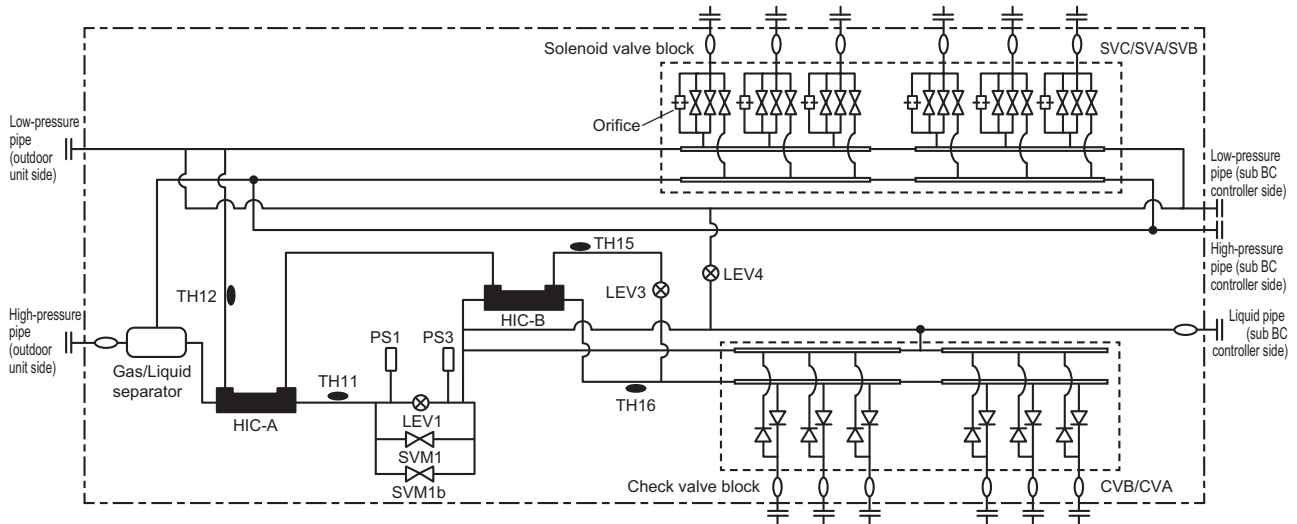 Solenoid valve block
SVC/SVA/SVB
Orifice
Low-pressure
pipe
(outdoor
unit side)
Low-pressure
pipe (sub BC
controller side)
High-pressure
pipe (sub BC
controller side)
TH15
LEV4
LEV3
TH12
HIC-B
High-pressure
pipe
(outdoor
unit side)
PS1
PS3
Liquid pipe
(sub BC
controller side)
Gas/Liquid
separator
TH11
TH16
HIC-A
LEV1
SVM1
SVM1b
Check valve block
CVB/CVA